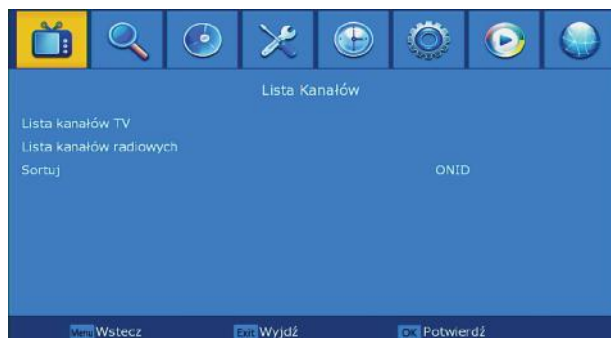 Lista Kanałów
Lista kanałów TV
Lista kanałów radiowych
Sortuj ONID
Menu Wstecz Exit Wyjdź OK Potwierdź